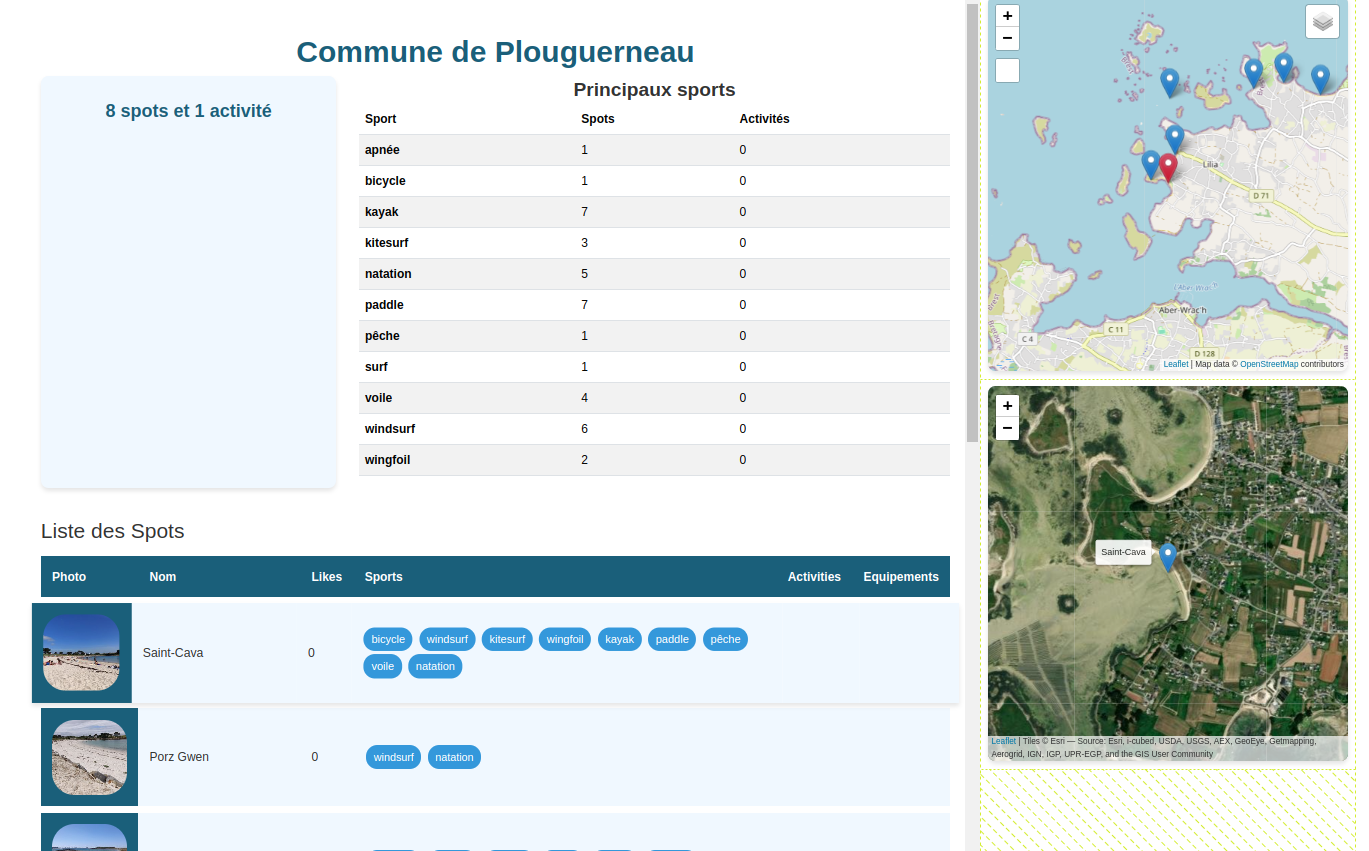 Commune de Plouguerneau
8 spots et 1 activité
Principaux sports
Sport Spots Activités
apnée 1 0
bicycle 1 0
kayak 7 0
kitesurf 3 0
natation 5 0
paddle 7 0
pêche 1 0
surf 1 0
voile 4 0
windsurf 6 0
wingfoil 2 0
Liste des Spots
Photo Nom Likes Sports Activities Equipements
Saint-Cava 0 bicycle windsurf kitesurf wingfoil kayak paddle pêche
voile natation
Porz Gwen 0 windsurf natation
+
−
Lilia
D 71
Aber-Wrac'h
C 11
C 4
D 128
Leaflet | Map data © OpenStreetMap contributors
+
−
Saint-Cava
Leaflet | Tiles © Esri — Source: Esri, i-cubed, USDA, USGS, AEX, GeoEye, Getmapping,
Aerogrid, IGN, IGP, UPR-EGP, and the GIS User Community